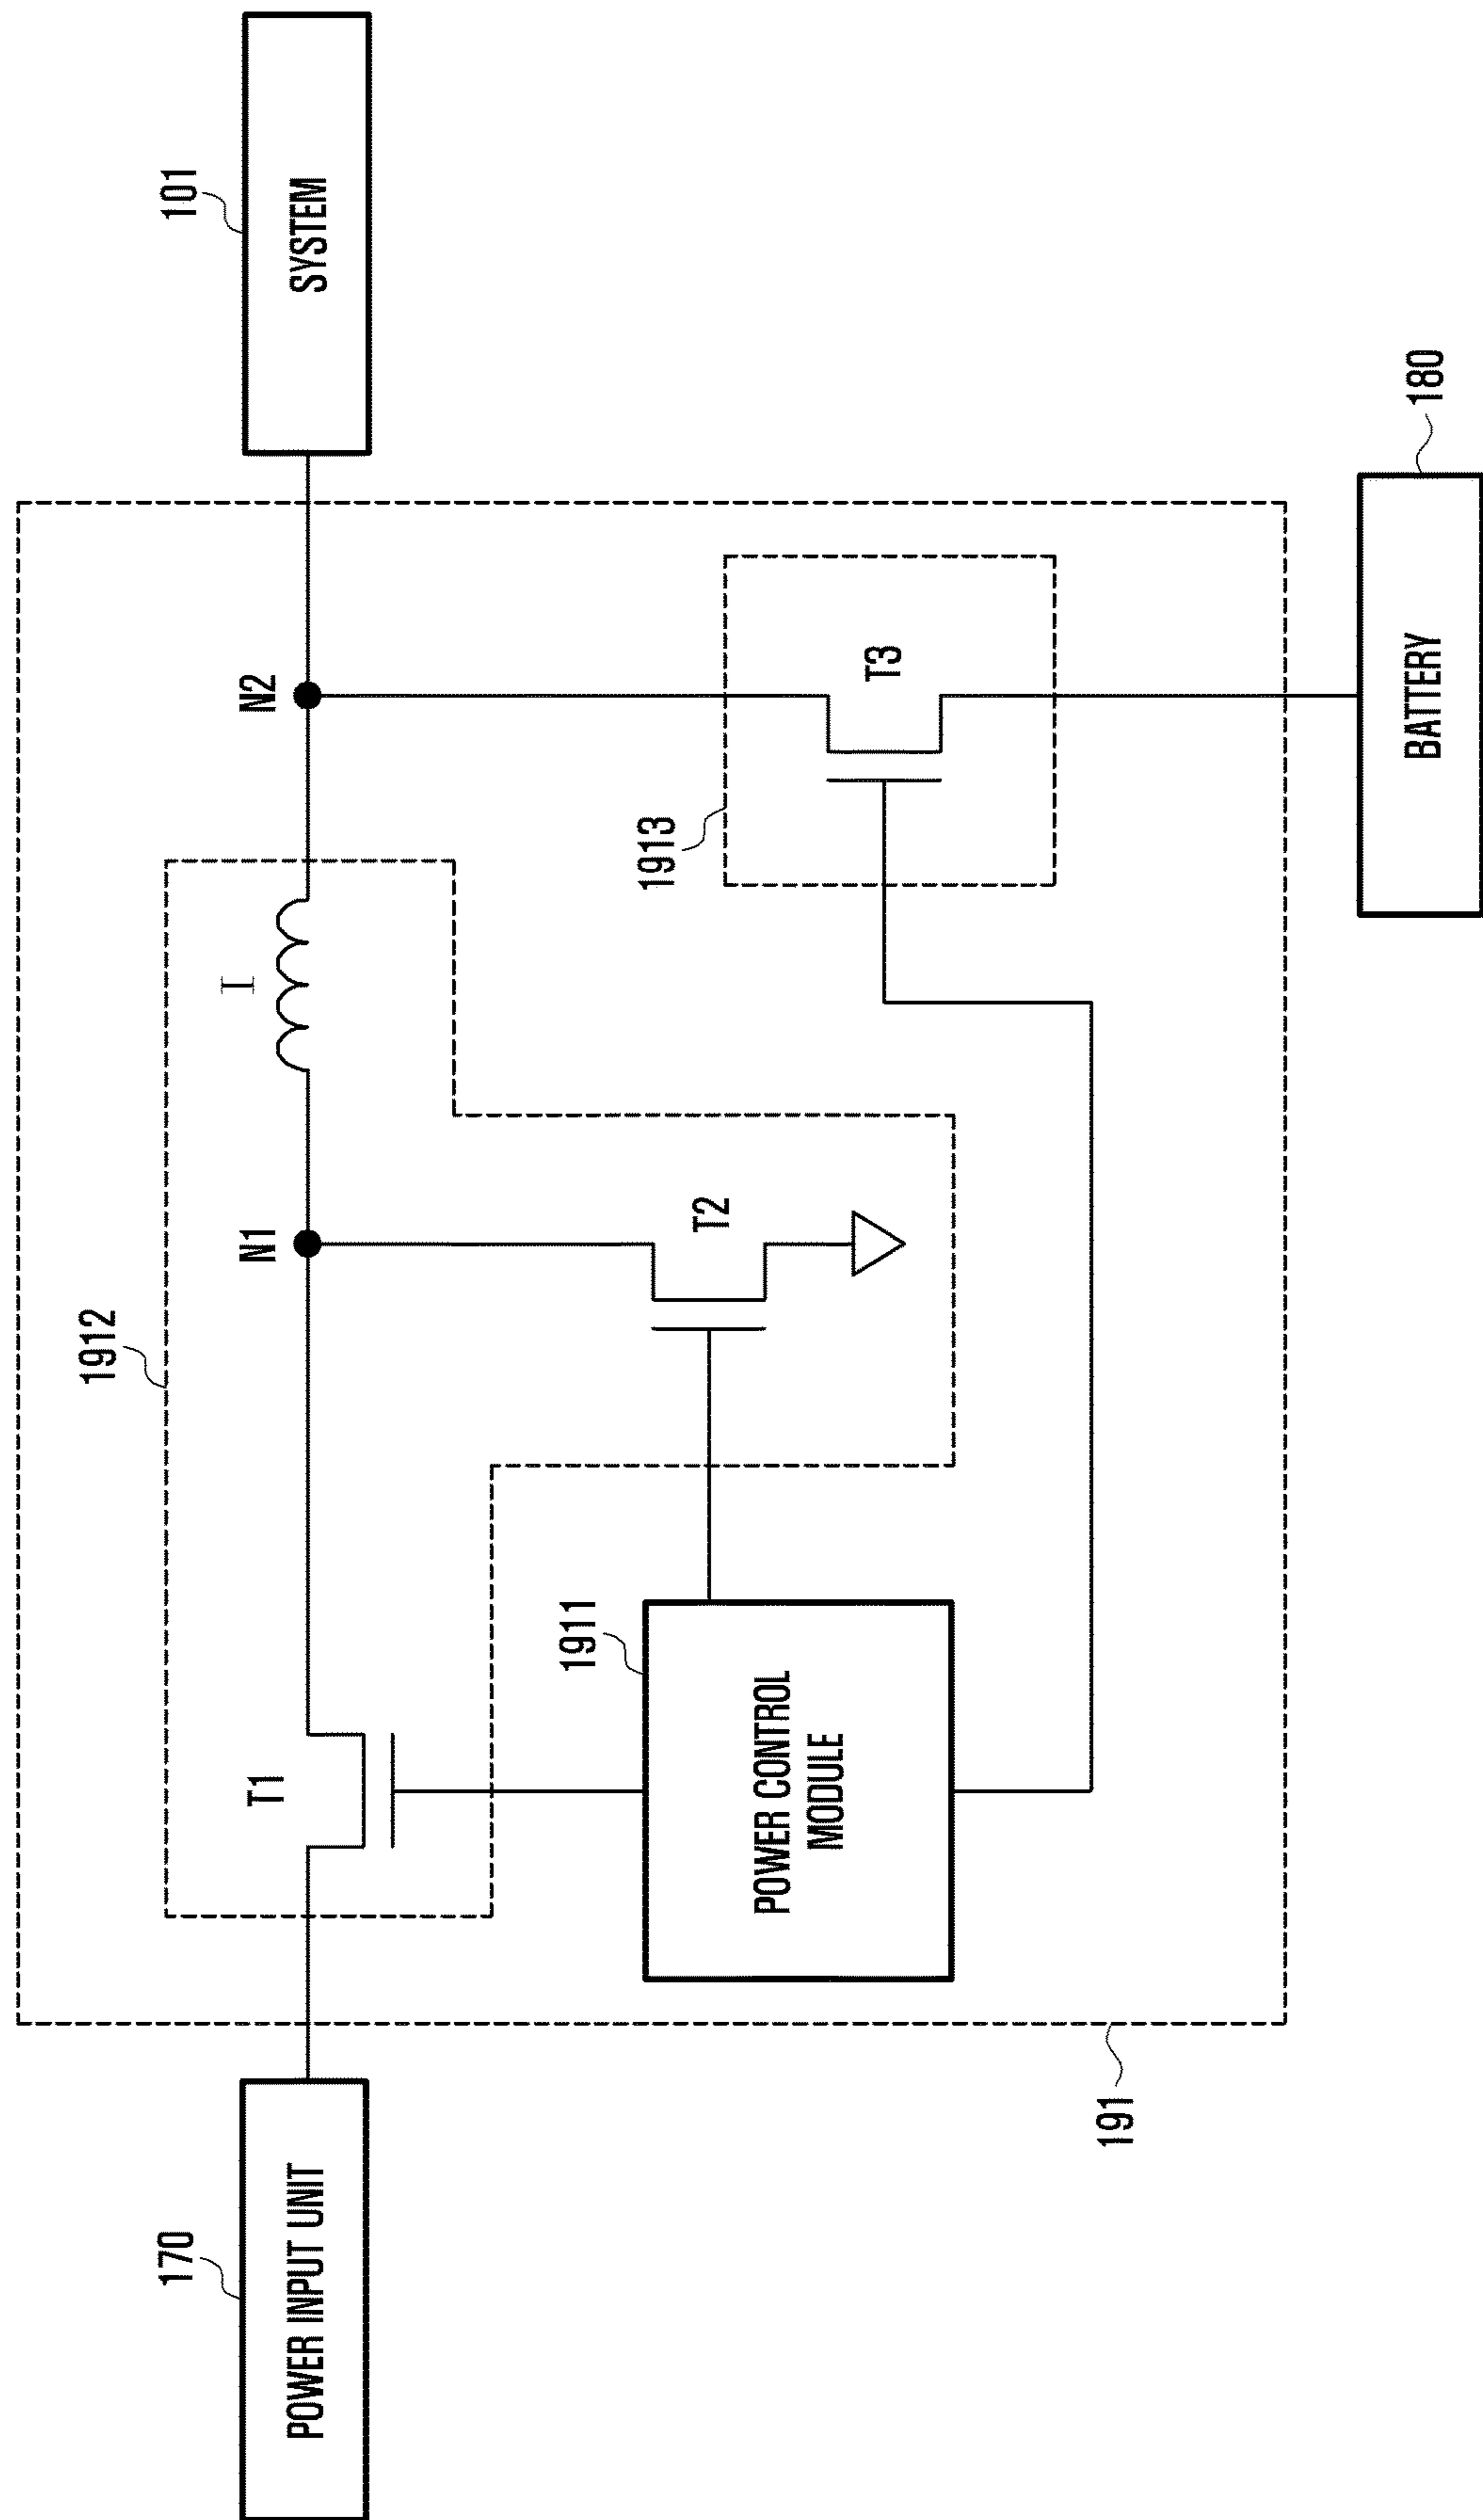 191
1912
1913
170
POWER INPUT UNIT
T1
N1
I
N2
101
SYSTEM
1911
POWER CONTROL
MODULE
T2
T3
180
BATTERY